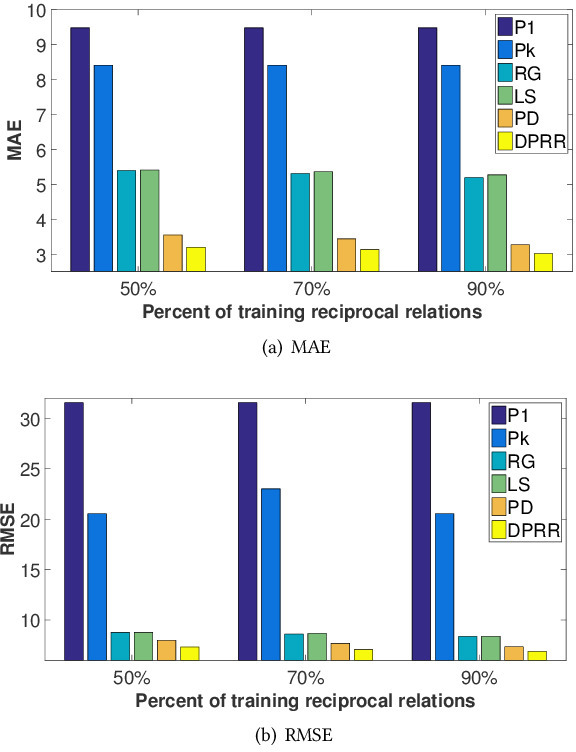 10
9
8
7
6
5
4
3
MAE
P1
Pk
RG
LS
PD
DPRR
50% 70% 90%
Percent of training reciprocal relations
(a) MAE
30
25
20
15
10
RMSE
P1
Pk
RG
LS
PD
DPRR
50% 70% 90%
Percent of training reciprocal relations
(b) RMSE